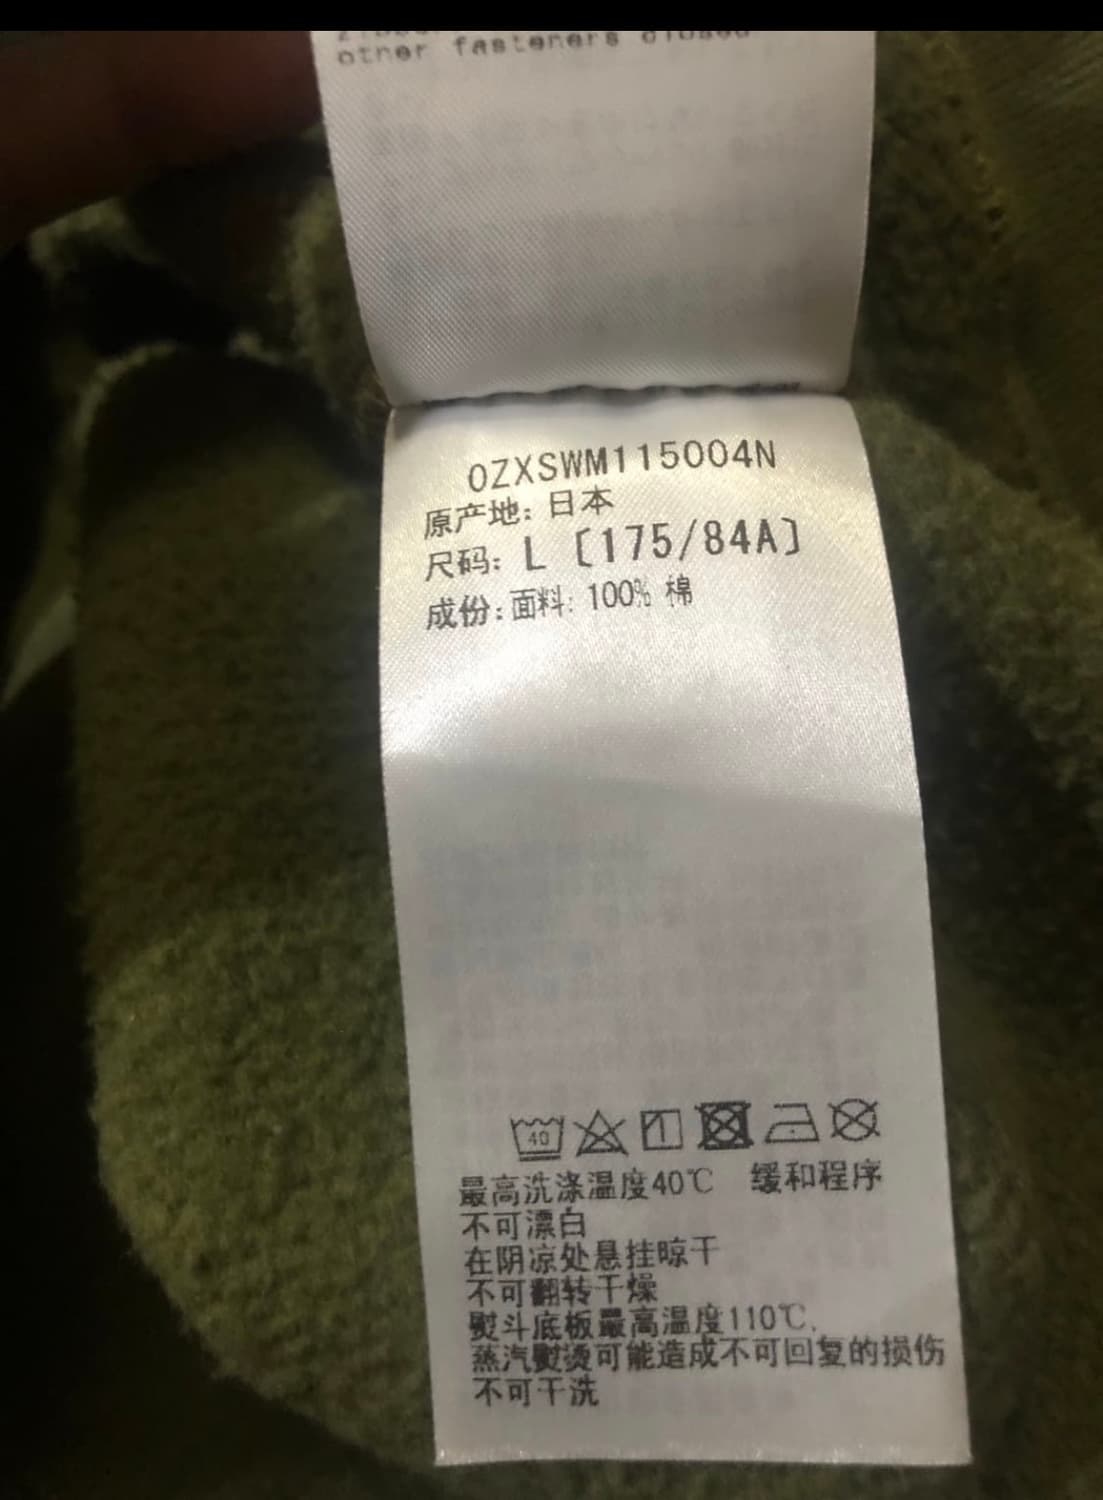 other fasteners closed
0ZXSWM115004N
原产地: 日本
尺码: L〔175/84A〕
成份: 面料: 100% 棉
40
最高洗涤温度40℃ 缓和程序
不可漂白
在阴凉处悬挂晾干
不可翻转干燥
熨斗底板最高温度110℃,
蒸汽熨烫可能造成不可回复的损伤
不可干洗